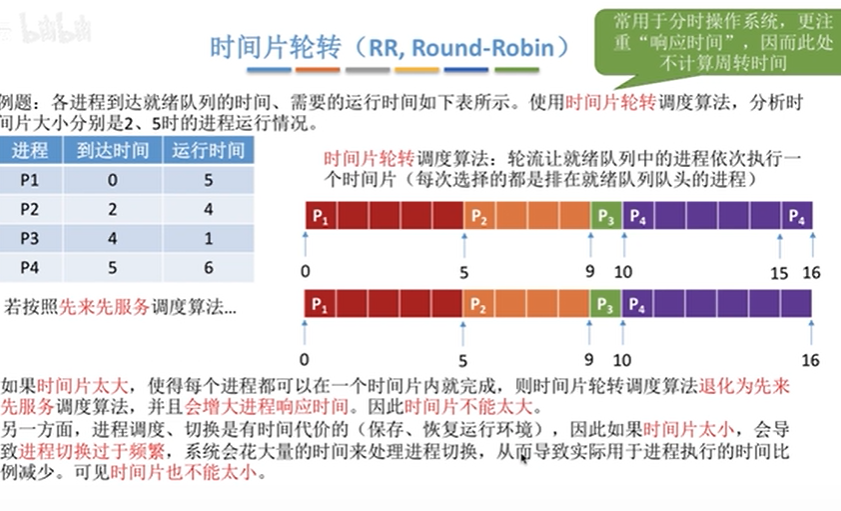 bilibili
时间片轮转（RR, Round-Robin）
常用于分时操作系统，更注
重“响应时间”，因而此处
不计算周转时间
例题：各进程到达就绪队列的时间、需要的运行时间如下表所示。使用时间片轮转调度算法，分析时
间片大小分别是2、5时的进程运行情况。
进程 到达时间 运行时间
P1 0 5
P2 2 4
P3 4 1
P4 5 6
时间片轮转调度算法：轮流让就绪队列中的进程依次执行一
个时间片（每次选择的都是排在就绪队列队头的进程）
P1 P2 P3 P4 P4
0 5 9 10 15 16
若按照先来先服务调度算法...
P1 P2 P3 P4
0 5 9 10 16
如果时间片太大，使得每个进程都可以在一个时间片内就完成，则时间片轮转调度算法退化为先来
先服务调度算法，并且会增大进程响应时间。因此时间片不能太大。
另一方面，进程调度、切换是有时间代价的（保存、恢复运行环境），因此如果时间片太小，会导
致进程切换过于频繁，系统会花大量的时间来处理进程切换，从而导致实际用于进程执行的时间比
例减少。可见时间片也不能太小。